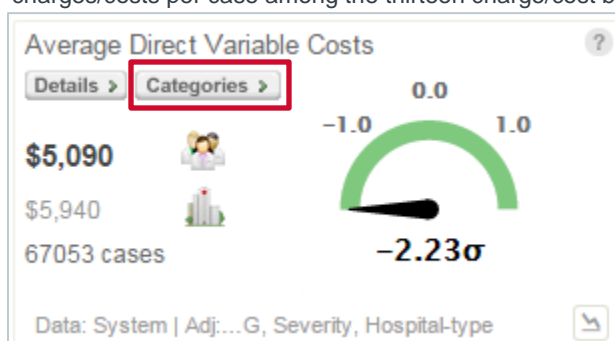 charges/costs per case among the thirteen charge/cost b
Average Direct Variable Costs
?
Details >
Categories >
0.0
−1.0
1.0
$5,090
$5,940
67053 cases
−2.23σ
Data: System | Adj:...G, Severity, Hospital-type